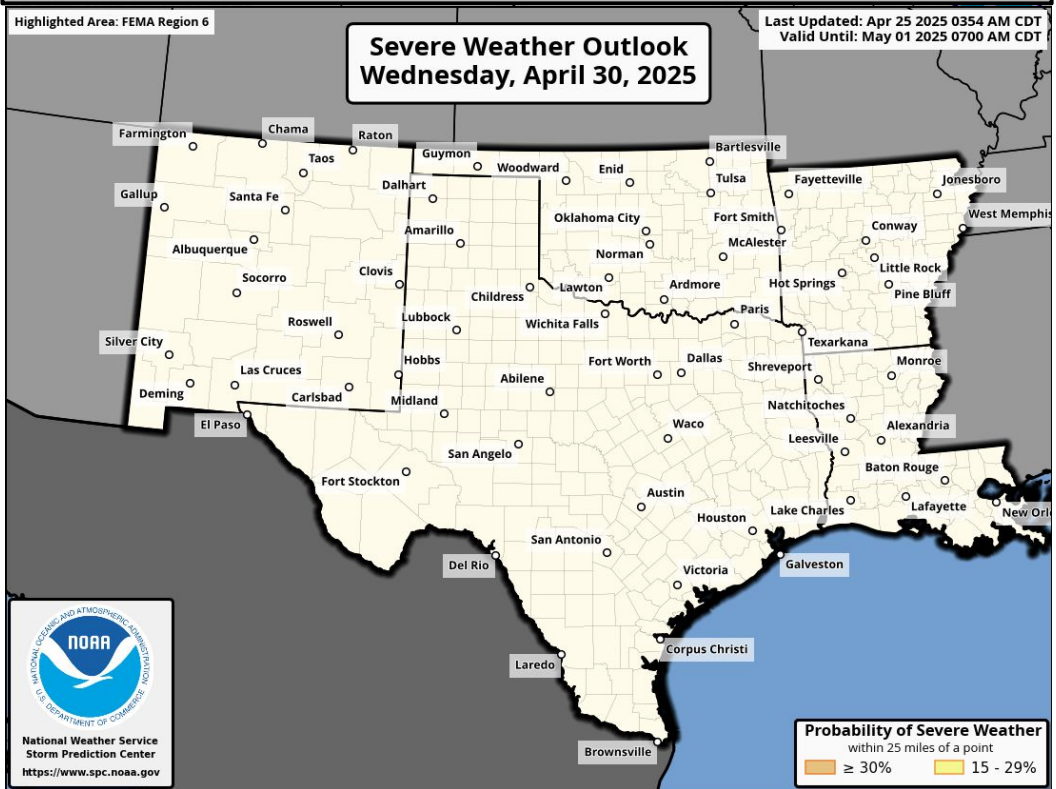 Highlighted Area: FEMA Region 6
Last Updated: Apr 25 2025 0354 AM CDT
Valid Until: May 01 2025 0700 AM CDT
Severe Weather Outlook
Wednesday, April 30, 2025
Farmington
Chama
Raton
Taos
Guymon
Woodward
Enid
Bartlesville
Tulsa
Fayetteville
Jonesboro
Gallup
Santa Fe
Dalhart
Oklahoma City
Fort Smith
West Memphis
Albuquerque
Amarillo
Norman
McAlester
Conway
Little Rock
Socorro
Clovis
Childress
Lawton
Ardmore
Hot Springs
Pine Bluff
Roswell
Lubbock
Wichita Falls
Paris
Texarkana
Silver City
Las Cruces
Hobbs
Fort Worth
Dallas
Shreveport
Monroe
Deming
Carlsbad
Midland
Abilene
Natchitoches
El Paso
San Angelo
Waco
Leesville
Alexandria
Fort Stockton
Austin
Baton Rouge
Houston
Lake Charles
Lafayette
New Orl
San Antonio
Del Rio
Victoria
Galveston
Laredo
Corpus Christi
Brownsville
NATIONAL OCEANIC AND ATMOSPHERIC ADMINISTRATION
NOAA
U.S. DEPARTMENT OF COMMERCE
National Weather Service
Storm Prediction Center
https://www.spc.noaa.gov
Probability of Severe Weather
within 25 miles of a point
≥ 30%
15 - 29%